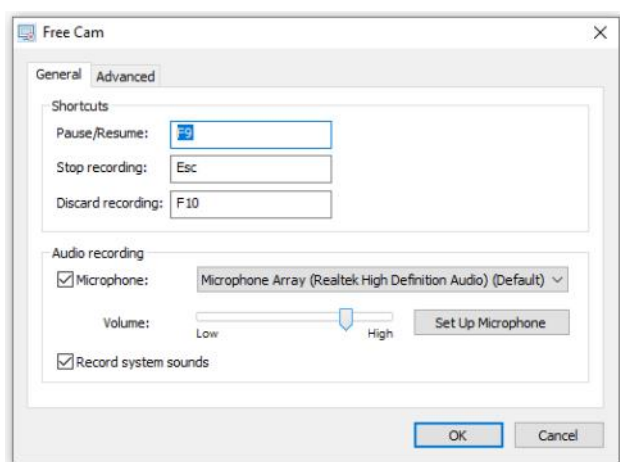 Free Cam
General Advanced
Shortcuts
Pause/Resume: F9
Stop recording: Esc
Discard recording: F10
Audio recording
Microphone: Microphone Array (Realtek High Definition Audio) (Default)
Volume: Low High Set Up Microphone
Record system sounds
OK Cancel